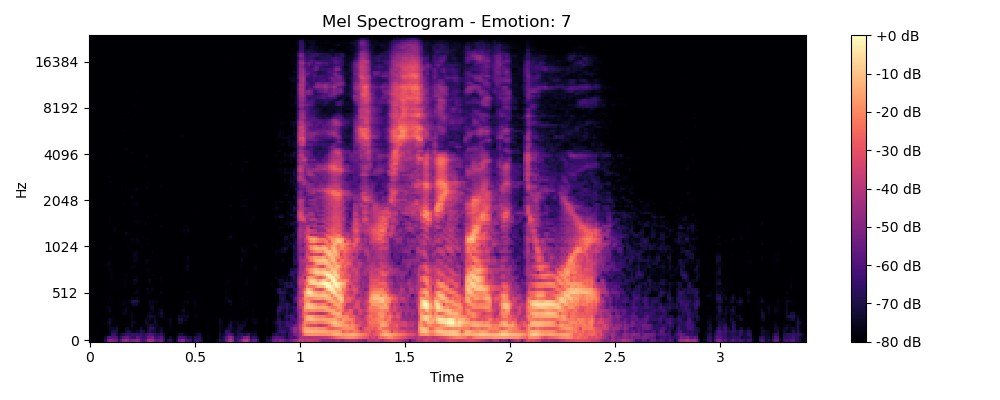 Mel Spectrogram - Emotion: 7
Hz
16384
8192
4096
2048
1024
512
0
0 0.5 1 1.5 2 2.5 3
Time
+0 dB
-10 dB
-20 dB
-30 dB
-40 dB
-50 dB
-60 dB
-70 dB
-80 dB